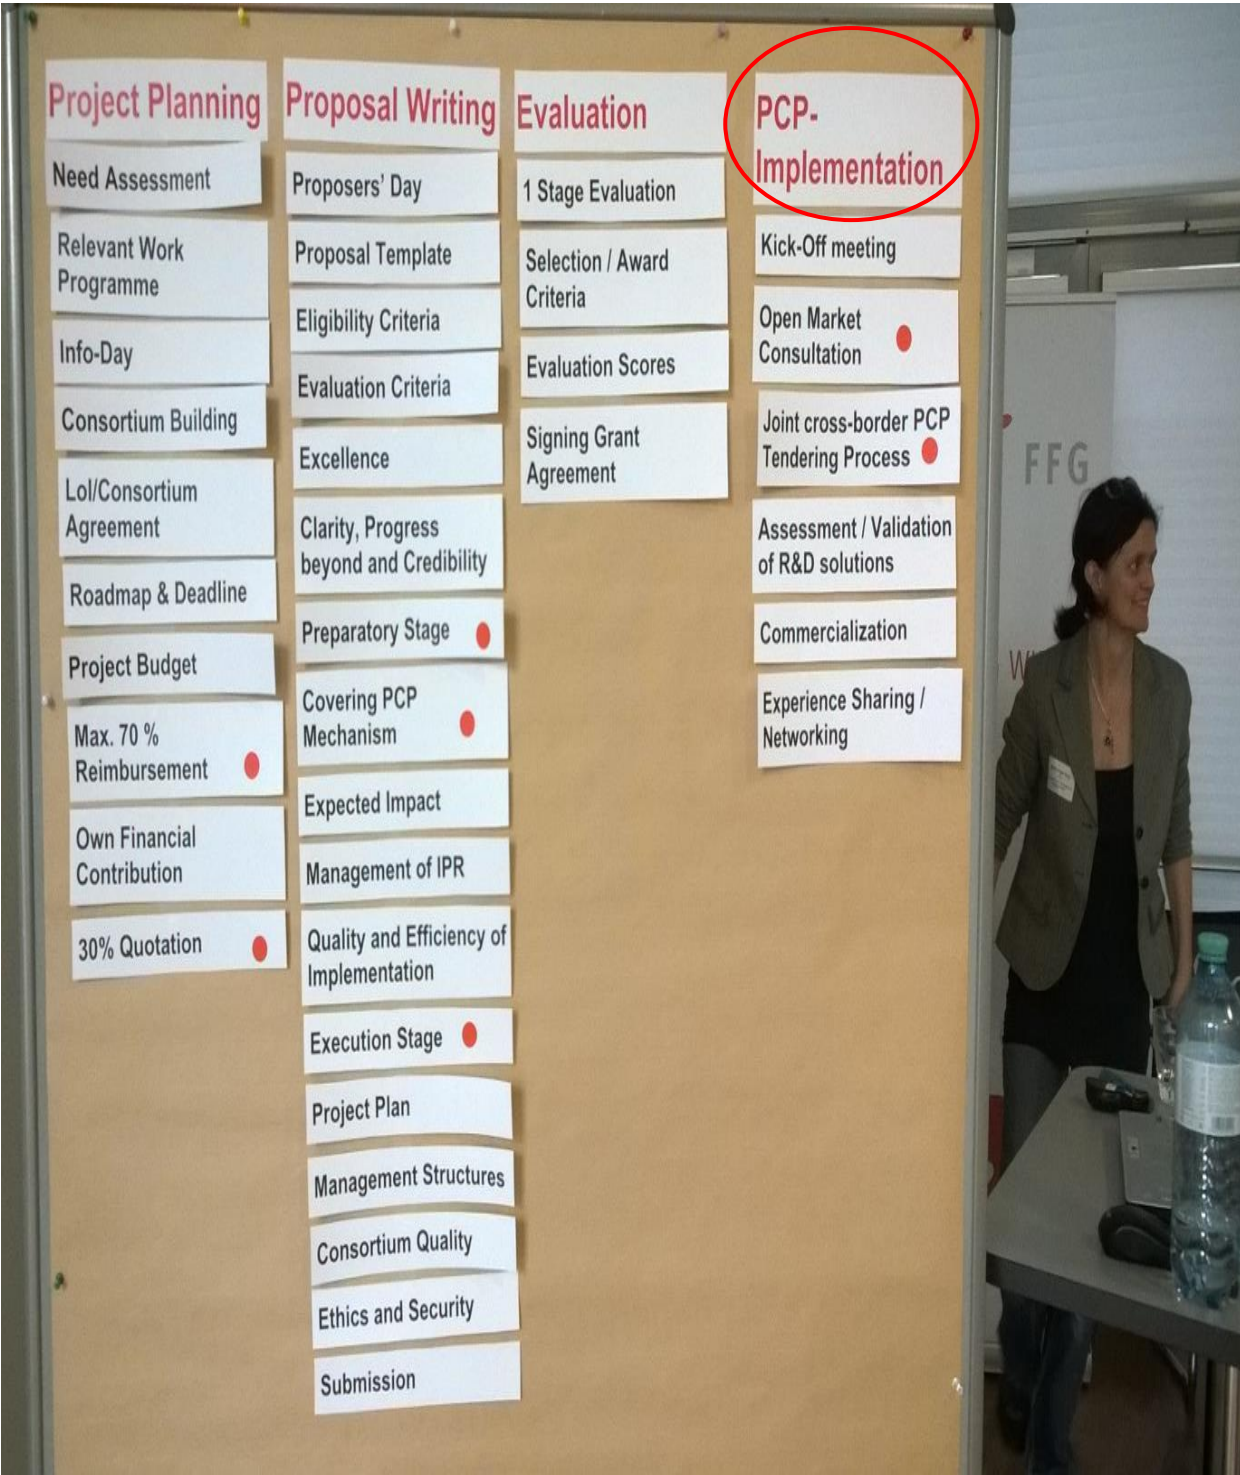 Project Planning
Need Assessment
Relevant Work
Programme
Info-Day
Consortium Building
LoI/Consortium
Agreement
Roadmap & Deadline
Project Budget
Max. 70 %
Reimbursement
Own Financial
Contribution
30% Quotation
Proposal Writing
Proposers' Day
Proposal Template
Eligibility Criteria
Evaluation Criteria
Excellence
Clarity, Progress
beyond and Credibility
Preparatory Stage
Covering PCP
Mechanism
Expected Impact
Management of IPR
Quality and Efficiency of
Implementation
Execution Stage
Project Plan
Management Structures
Consortium Quality
Ethics and Security
Submission
Evaluation
1 Stage Evaluation
Selection / Award
Criteria
Evaluation Scores
Signing Grant
Agreement
PCP-
Implementation
Kick-Off meeting
Open Market
Consultation
Joint cross-border PCP
Tendering Process
Assessment / Validation
of R&D solutions
Commercialization
Experience Sharing /
Networking
FFG